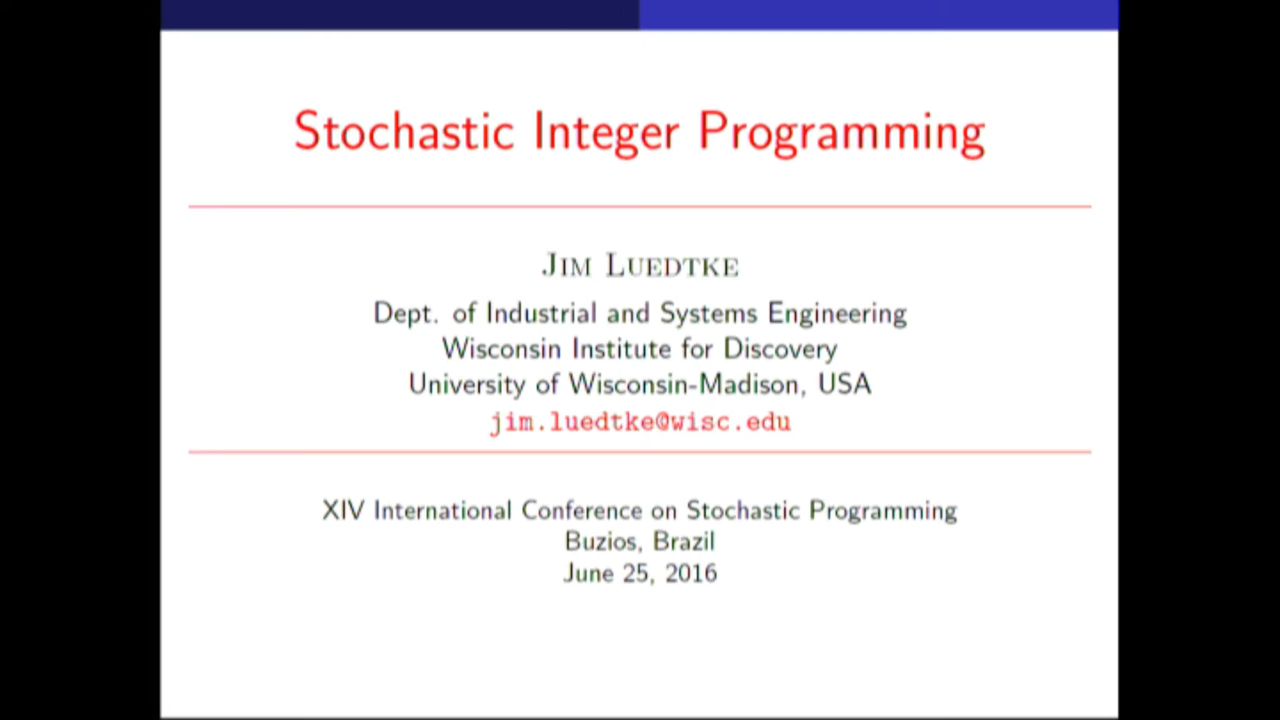 Stochastic Integer Programming
Jim Luedtke
Dept. of Industrial and Systems Engineering
Wisconsin Institute for Discovery
University of Wisconsin-Madison, USA
jim.luedtke@wisc.edu
XIV International Conference on Stochastic Programming
Buzios, Brazil
June 25, 2016